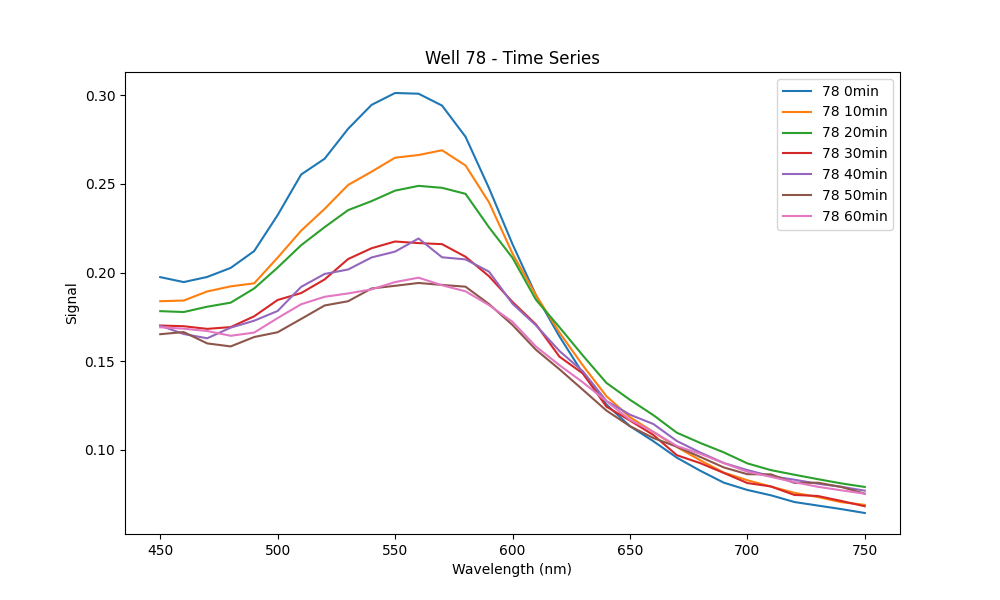 Well 78 - Time Series
Signal
0.30
0.25
0.20
0.15
0.10
450 500 550 600 650 700 750
Wavelength (nm)
78 0min
78 10min
78 20min
78 30min
78 40min
78 50min
78 60min